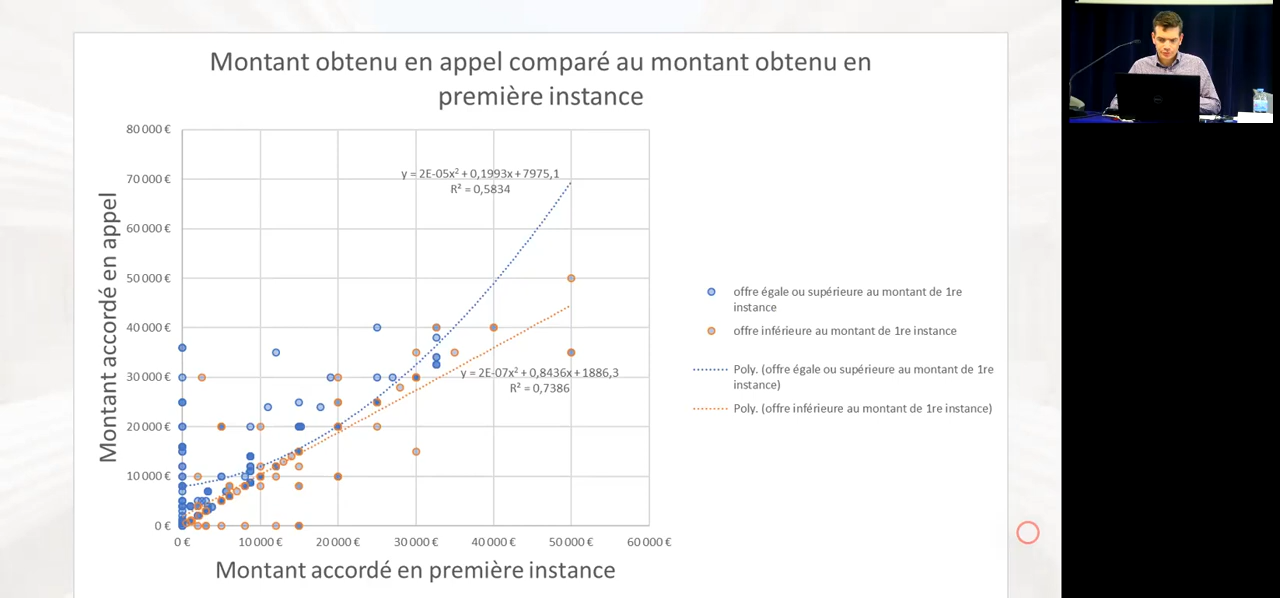 Montant obtenu en appel comparé au montant obtenu en
première instance
80 000 €
70 000 €
60 000 €
50 000 €
40 000 €
30 000 €
20 000 €
10 000 €
0 €
Montant accordé en appel
y = 2E-05x² + 0,1993x + 7975,1
R² = 0,5834
y = 2E-07x² + 0,8436x + 1886,3
R² = 0,7386
0 €
10 000 €
20 000 €
30 000 €
40 000 €
50 000 €
60 000 €
Montant accordé en première instance
offre égale ou supérieure au montant de 1re
instance
offre inférieure au montant de 1re instance
Poly. (offre égale ou supérieure au montant de 1re
instance)
Poly. (offre inférieure au montant de 1re instance)